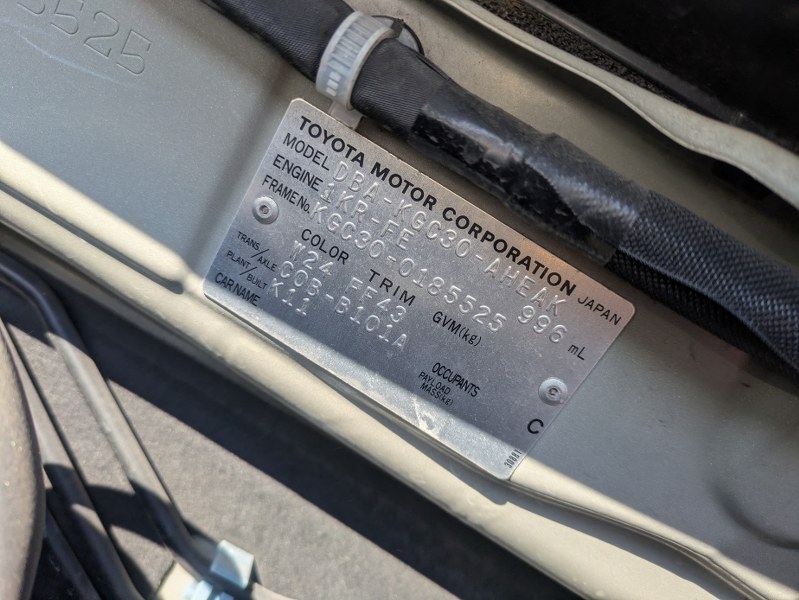 5525
TOYOTA MOTOR CORPORATION JAPAN
MODEL DBA-KGC30-AHEAK
ENGINE 1KR-FE 996 mL
FRAME No. KGC30-0185525
COLOR TRIM GVM(kg)
W24 FF43
TRANS/AXLE COB-B101A
PLANT/BUILT K11
CAR NAME
OCCUPANTS
PAYLOAD
MASS(kg)
C
C